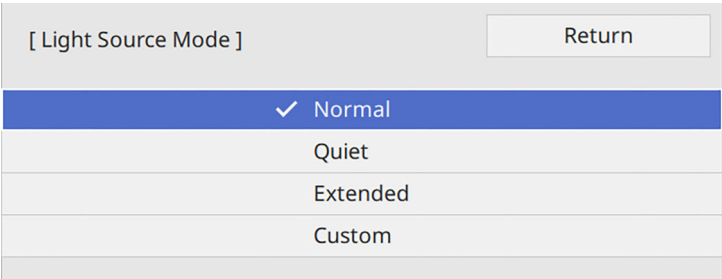 [ Light Source Mode ]
Return
Normal
Quiet
Extended
Custom